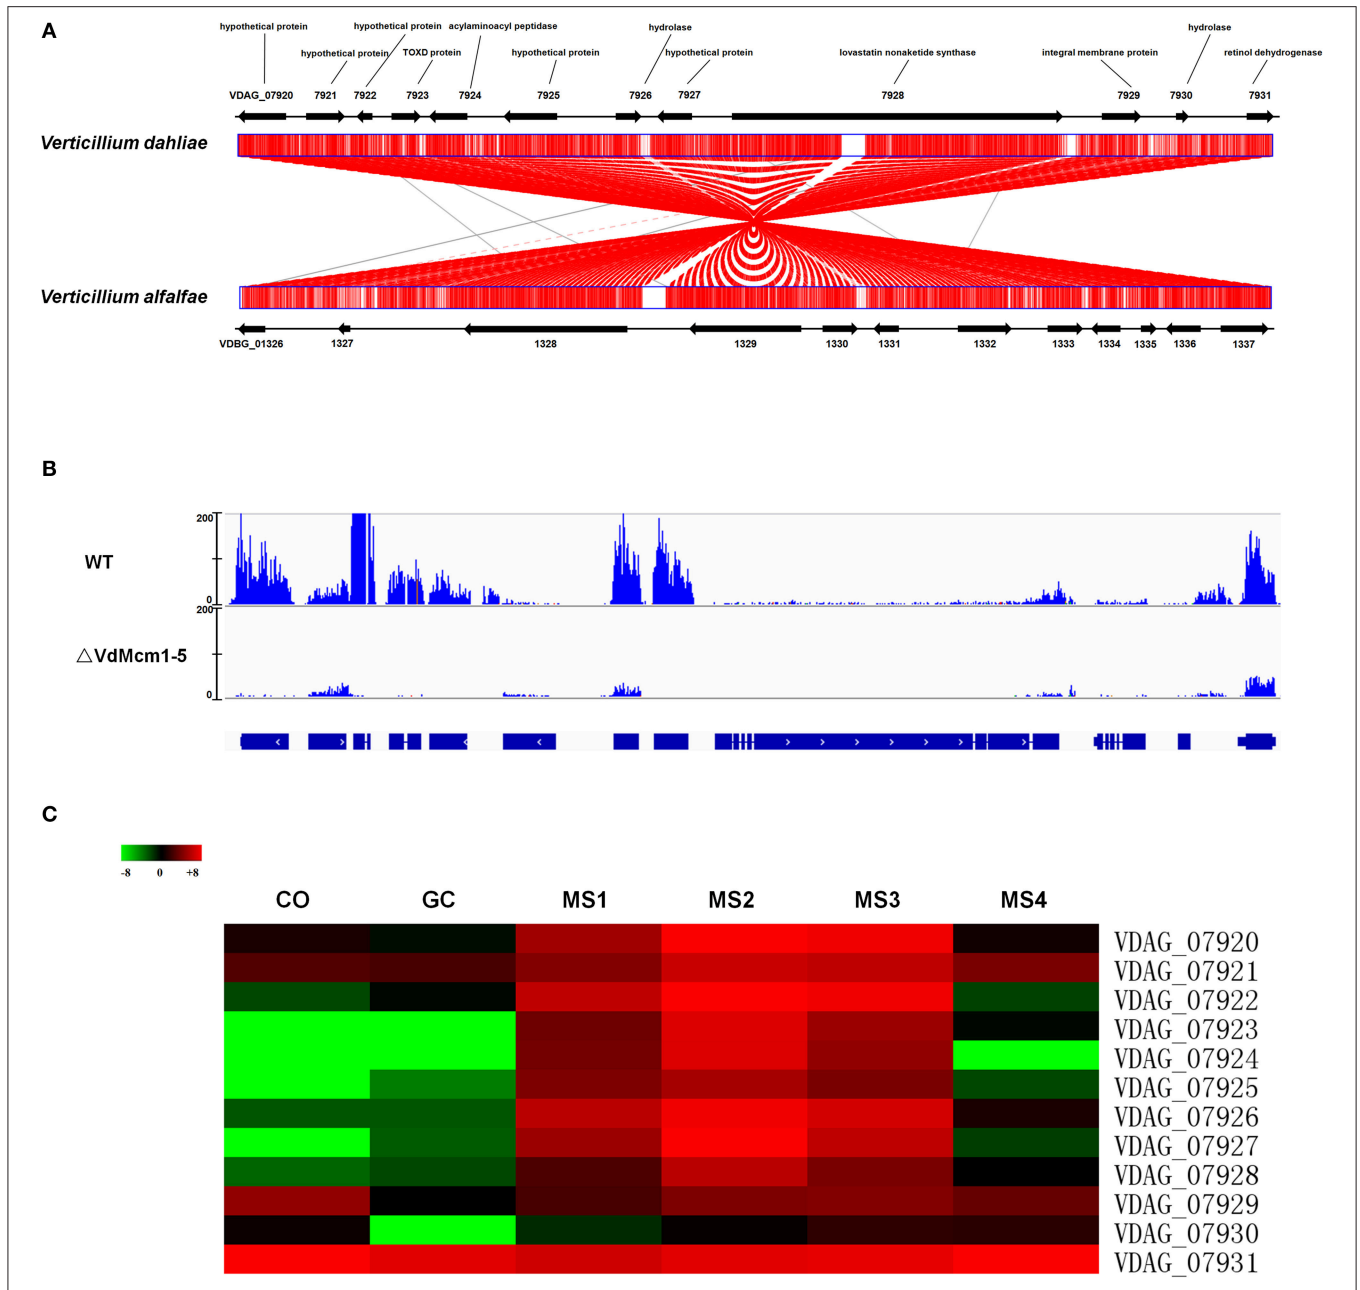 A
hypothetical protein
hypothetical protein
acylaminoacyl peptidase
hydrolase
hydrolase
hypothetical protein
TOXD protein
hypothetical protein
hypothetical protein
lovastatin nonaketide synthase
integral membrane protein
retinol dehydrogenase
VDAG_07920 7921 7922 7923 7924 7925 7926 7927 7928 7929 7930 7931
Verticillium dahliae
Verticillium alfalfae
VDBG_01326 1327 1328 1329 1330 1331 1332 1333 1334 1335 1336 1337
B
200
WT
0
200
△VdMcm1-5
0
C
-8 0 +8
CO GC MS1 MS2 MS3 MS4
VDAG_07920
VDAG_07921
VDAG_07922
VDAG_07923
VDAG_07924
VDAG_07925
VDAG_07926
VDAG_07927
VDAG_07928
VDAG_07929
VDAG_07930
VDAG_07931